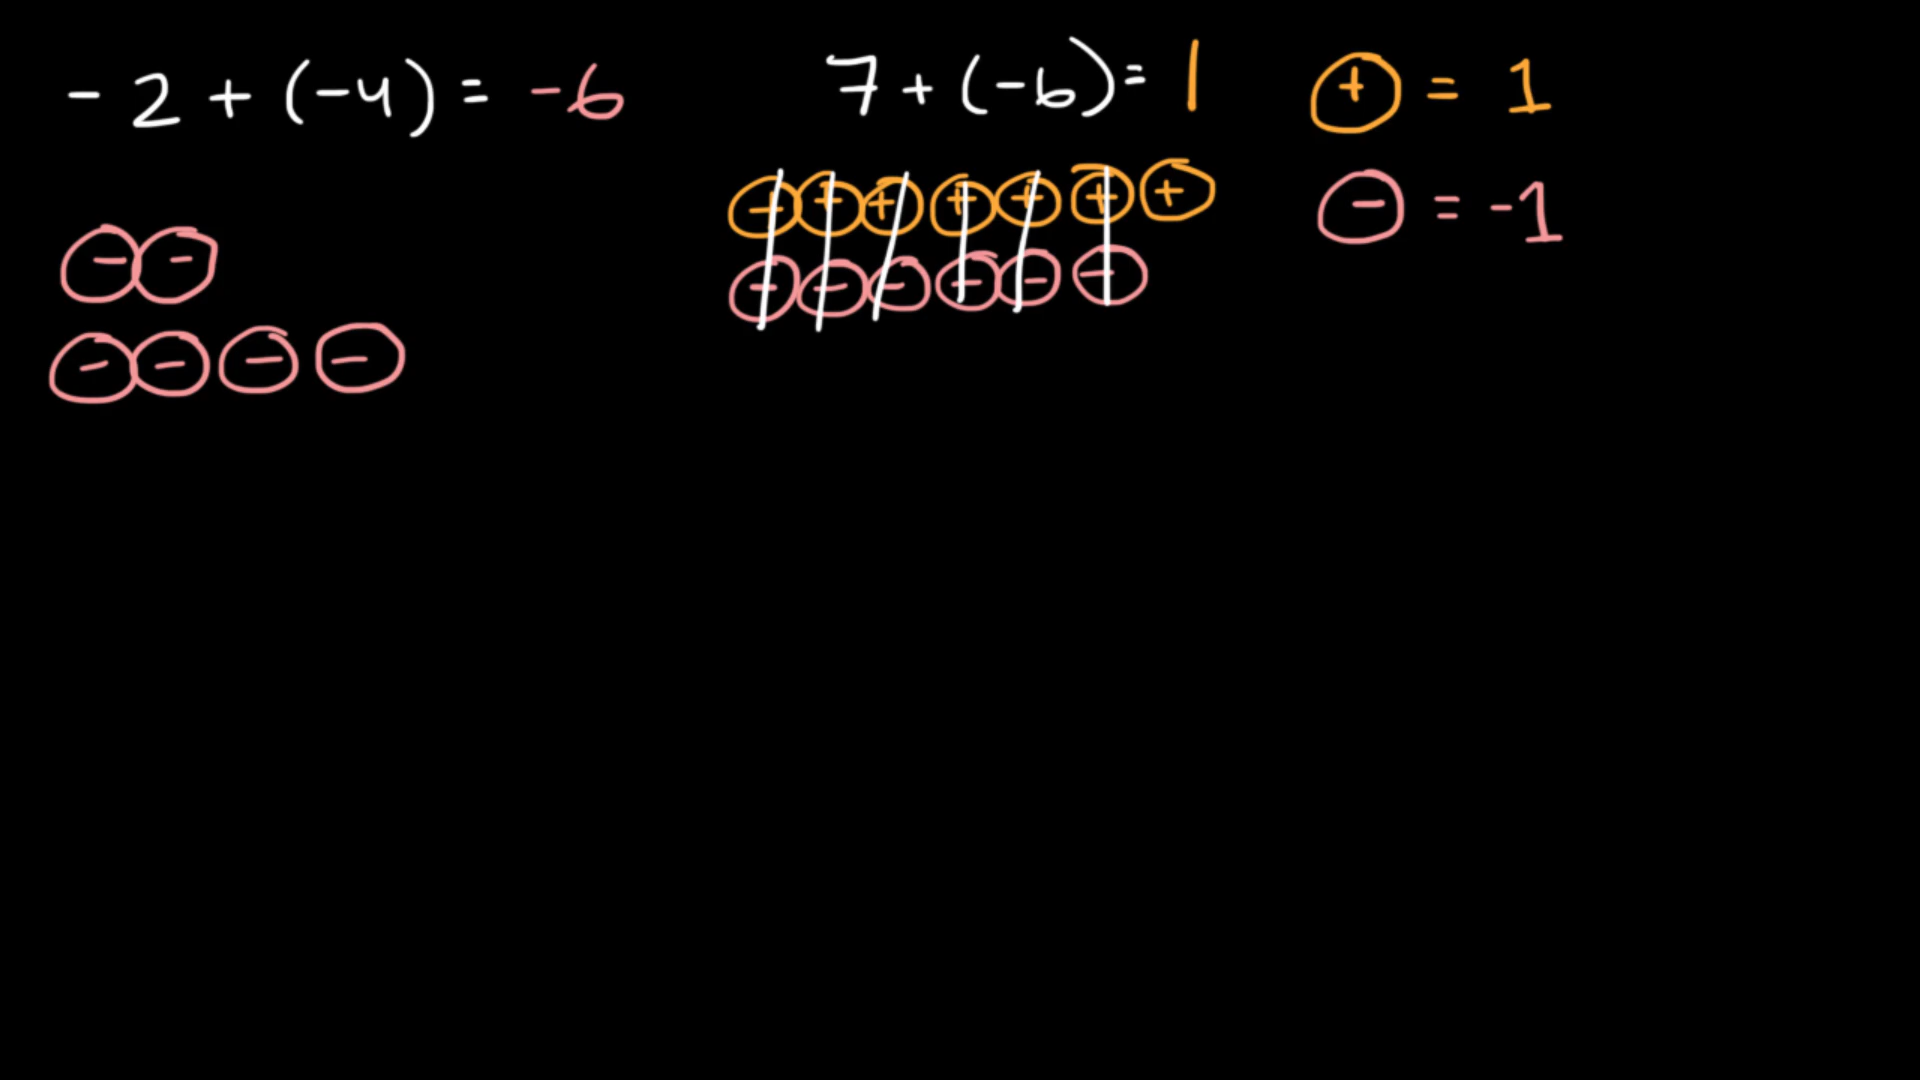 -2 + (-4) = -6
7 + (-6) = 1
+ = 1
- = -1
- -
- - - -
+ + + + + + +
- - - - - -